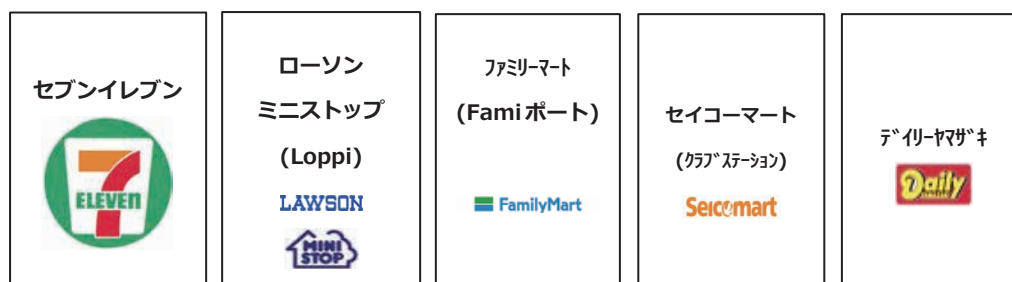 セブンイレブン
7
ELEVEn
ローソン
ミニストップ
(Loppi)
LAWSON
MINI
STOP
ﾌｧﾐﾘｰﾏｰﾄ
(Famiポート)
FamilyMart
セイコーマート
(ｸﾗﾌﾞｽﾃｰｼｮﾝ)
Seicomart
ﾃﾞｲﾘｰﾔﾏｻﾞｷ
Daily